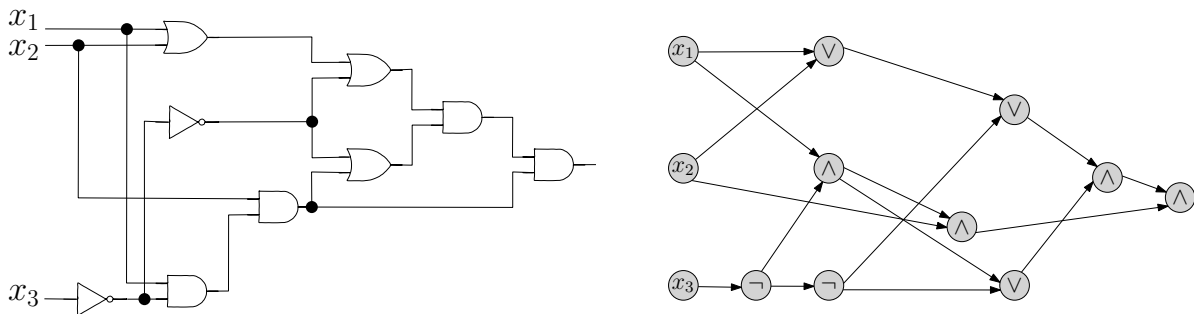 x₁
x₂
x₃
x₁ ∨
∨
x₂ ∧ ∧ ∧
∧
x₃ ¬ ¬ ∨